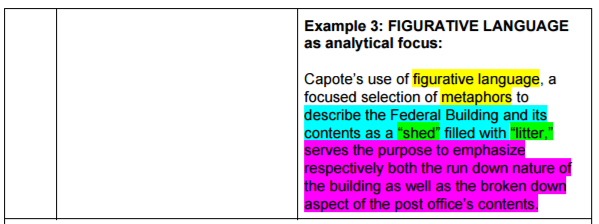 Example 3: FIGURATIVE LANGUAGE
as analytical focus:
Capote's use of figurative language, a
focused selection of metaphors to
describe the Federal Building and its
contents as a “shed” filled with “litter,”
serves the purpose to emphasize
respectively both the run down nature of
the building as well as the broken down
aspect of the post office's contents.